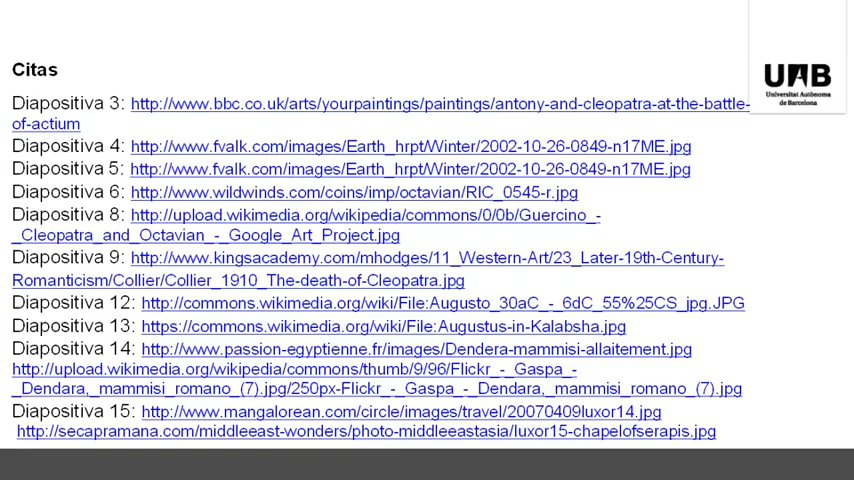 Citas
UAB
Universitat Autònoma
de Barcelona
Diapositiva 3: http://www.bbc.co.uk/arts/yourpaintings/paintings/antony-and-cleopatra-at-the-battle-
of-actium
Diapositiva 4: http://www.fvalk.com/images/Earth_hrpt/Winter/2002-10-26-0849-n17ME.jpg
Diapositiva 5: http://www.fvalk.com/images/Earth_hrpt/Winter/2002-10-26-0849-n17ME.jpg
Diapositiva 6: http://www.wildwinds.com/coins/imp/octavian/RIC_0545-r.jpg
Diapositiva 8: http://upload.wikimedia.org/wikipedia/commons/0/0b/Guercino_-
_Cleopatra_and_Octavian_-_Google_Art_Project.jpg
Diapositiva 9: http://www.kingsacademy.com/mhodges/11_Western-Art/23_Later-19th-Century-
Romanticism/Collier/Collier_1910_The-death-of-Cleopatra.jpg
Diapositiva 12: http://commons.wikimedia.org/wiki/File:Augusto_30aC_-_6dC_55%25CS_jpg.JPG
Diapositiva 13: https://commons.wikimedia.org/wiki/File:Augustus-in-Kalabsha.jpg
Diapositiva 14: http://www.passion-egyptienne.fr/images/Dendera-mammisi-allaitement.jpg
http://upload.wikimedia.org/wikipedia/commons/thumb/9/96/Flickr_-_Gaspa_-
_Dendara,_mammisi_romano_(7).jpg/250px-Flickr_-_Gaspa_-_Dendara,_mammisi_romano_(7).jpg
Diapositiva 15: http://www.mangalorean.com/circle/images/travel/20070409luxor14.jpg
http://secapramana.com/middleeast-wonders/photo-middleeastasia/luxor15-chapelofserapis.jpg